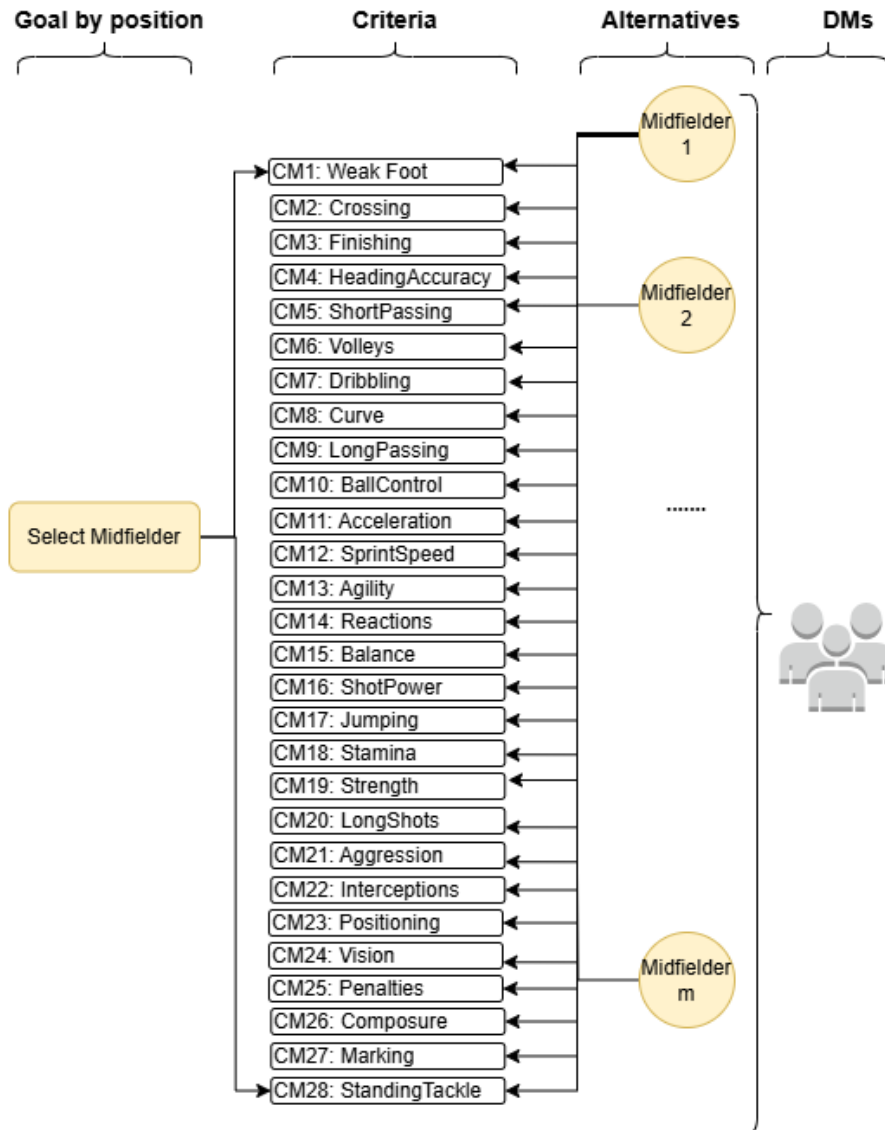 Goal by position
Criteria
Alternatives
DMs
Midfielder
1
CM1: Weak Foot
CM2: Crossing
CM3: Finishing
CM4: HeadingAccuracy
CM5: ShortPassing
Midfielder
2
CM6: Volleys
CM7: Dribbling
CM8: Curve
CM9: LongPassing
CM10: BallControl
.......
CM11: Acceleration
Select Midfielder
CM12: SprintSpeed
CM13: Agility
CM14: Reactions
CM15: Balance
CM16: ShotPower
CM17: Jumping
CM18: Stamina
CM19: Strength
CM20: LongShots
CM21: Aggression
CM22: Interceptions
CM23: Positioning
CM24: Vision
CM25: Penalties
Midfielder
m
CM26: Composure
CM27: Marking
CM28: StandingTackle